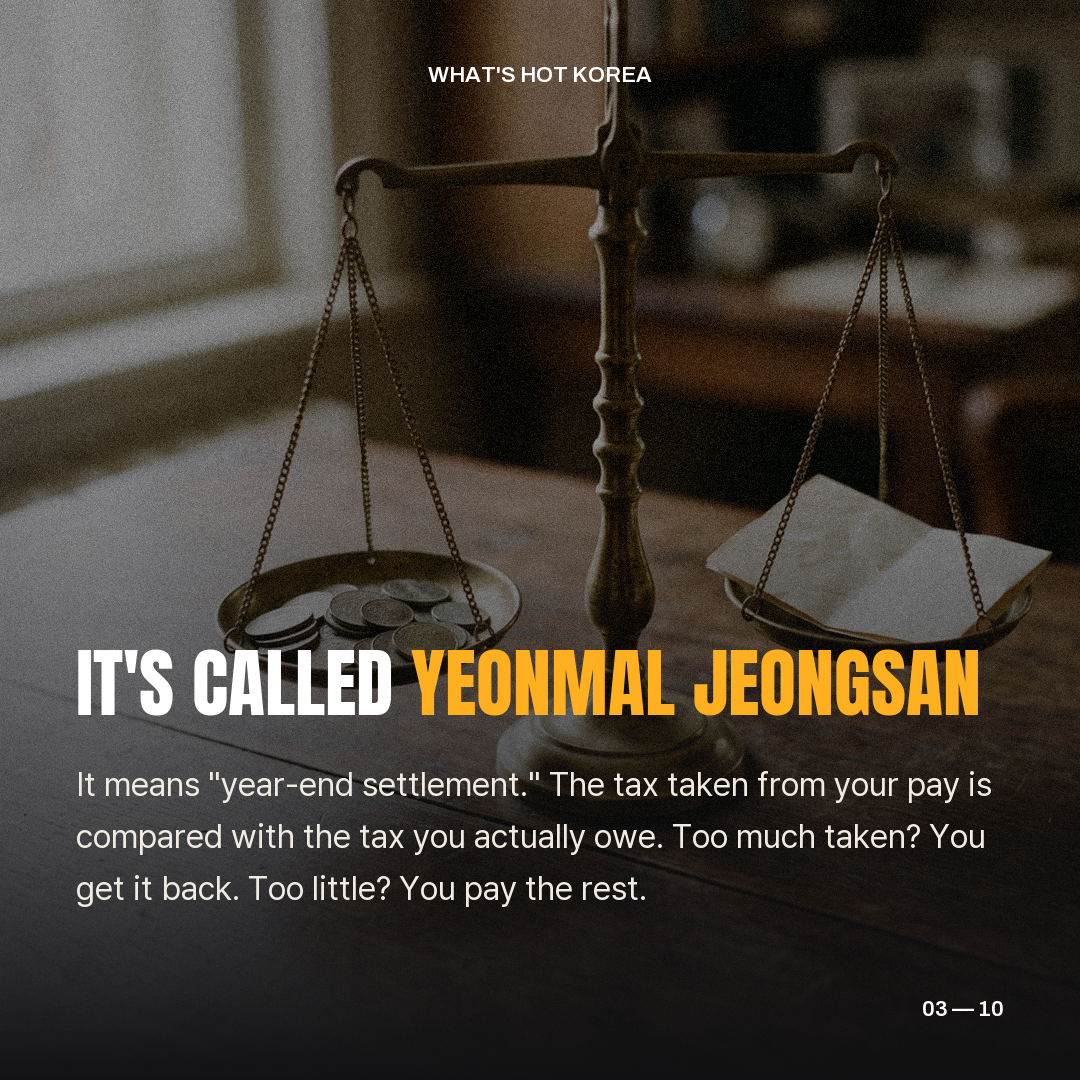 WHAT'S HOT KOREA
IT'S CALLED YEONMAL JEONGSAN
It means "year-end settlement." The tax taken from your pay is
compared with the tax you actually owe. Too much taken? You
get it back. Too little? You pay the rest.
03 — 10